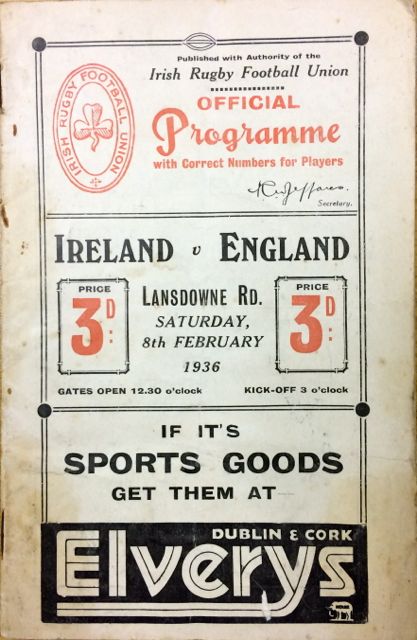 Published with Authority of the
Irish Rugby Football Union
OFFICIAL
Programme
with Correct Numbers for Players
IRISH RUGBY FOOTBALL UNION
Secretary.
IRELAND v ENGLAND
PRICE
3D:
LANSDOWNE RD.
SATURDAY,
8th FEBRUARY
1936
PRICE
3D:
GATES OPEN 12.30 o'clock
KICK-OFF 3 o'clock
IF IT'S
SPORTS GOODS
GET THEM AT
DUBLIN & CORK
Elverys